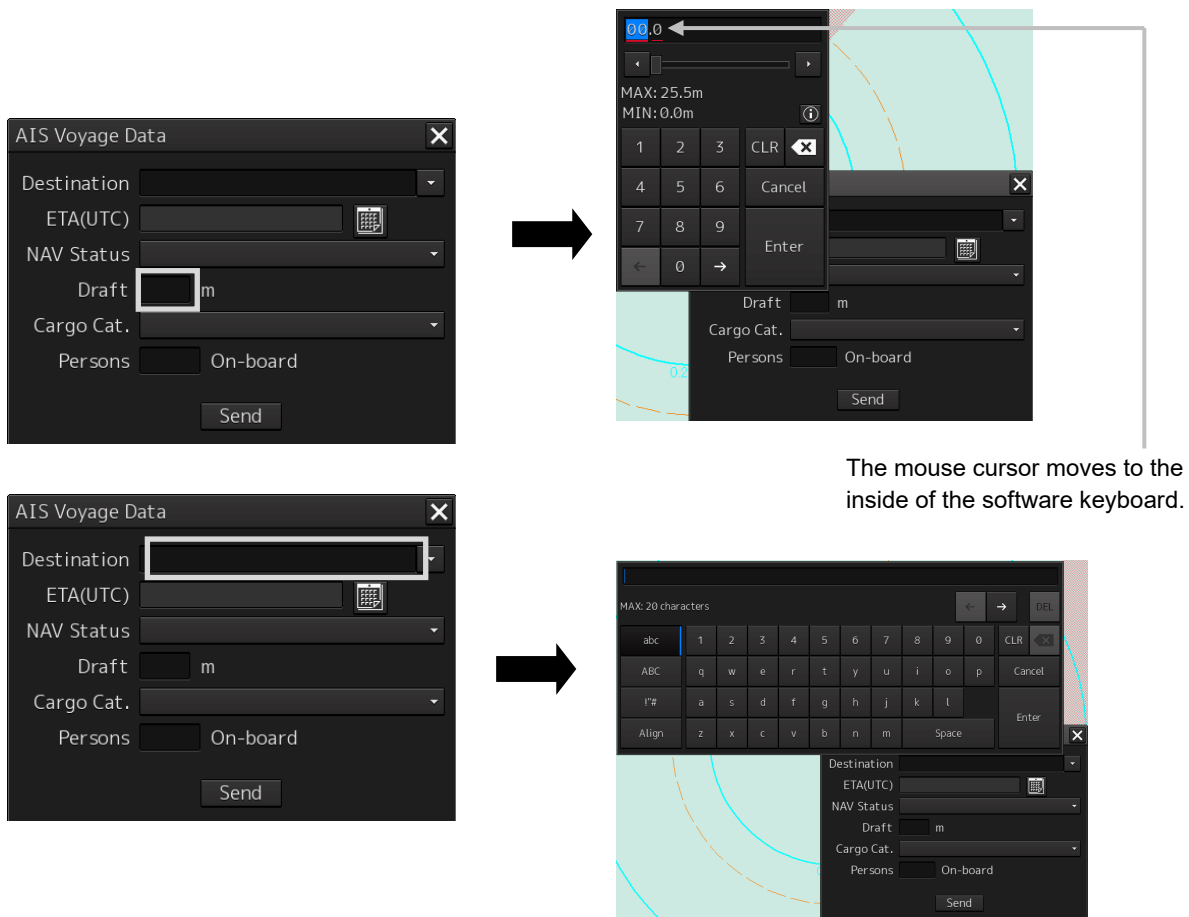 AIS Voyage Data
Destination
ETA(UTC)
NAV Status
Draft m
Cargo Cat.
Persons On-board
Send
00.0
MAX: 25.5m
MIN: 0.0m
1 2 3 CLR
4 5 6 Cancel
7 8 9 Enter
← 0 →
Draft m
Cargo Cat.
Persons On-board
Send
0.2
The mouse cursor moves to the
inside of the software keyboard.
AIS Voyage Data
Destination
ETA(UTC)
NAV Status
Draft m
Cargo Cat.
Persons On-board
Send
MAX: 20 characters ← → DEL
abc 1 2 3 4 5 6 7 8 9 0 CLR
ABC q w e r t y u i o p Cancel
!"# a s d f g h j k l Enter
Align z x c v b n m Space
Destination
ETA(UTC)
NAV Status
Draft m
Cargo Cat.
Persons On-board
Send